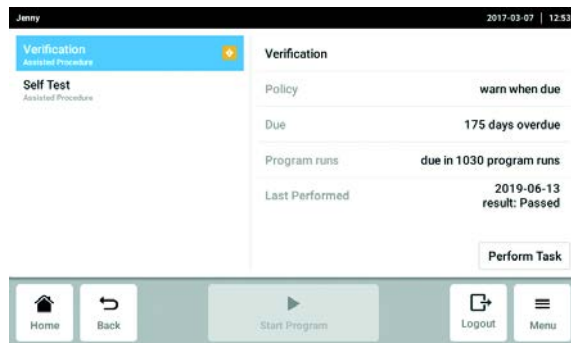 Jenny
2017-03-07 | 12:53
Verification
Assisted Procedure
Self Test
Assisted Procedure
Verification
Policy
warn when due
Due
175 days overdue
Program runs
due in 1030 program runs
Last Performed
2019-06-13
result: Passed
Perform Task
Home
Back
Start Program
Logout
Menu